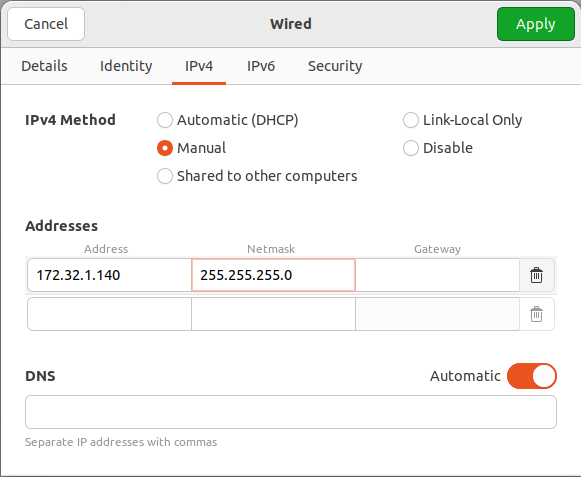 Cancel Wired Apply
Details Identity IPv4 IPv6 Security
IPv4 Method Automatic (DHCP) Link-Local Only
Manual Disable
Shared to other computers
Addresses
Address Netmask Gateway
172.32.1.140 255.255.255.0
DNS Automatic
Separate IP addresses with commas